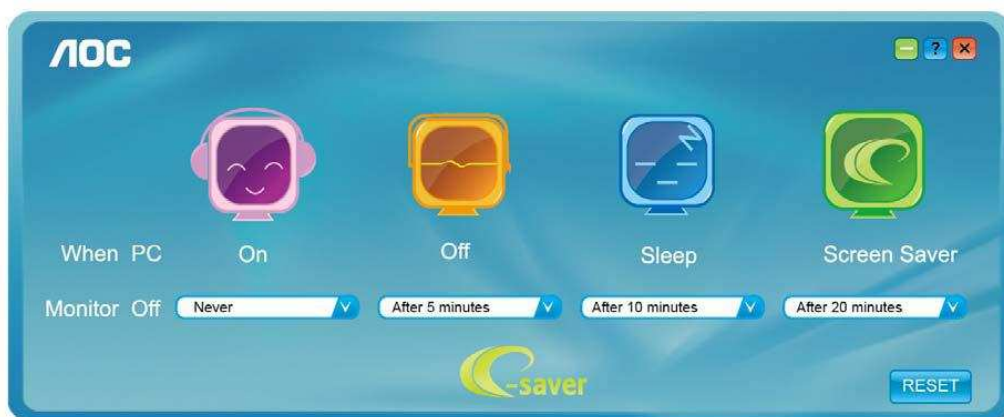 AOC
?
When PC On Off Sleep Screen Saver
Monitor Off Never After 5 minutes After 10 minutes After 20 minutes
e-saver
RESET